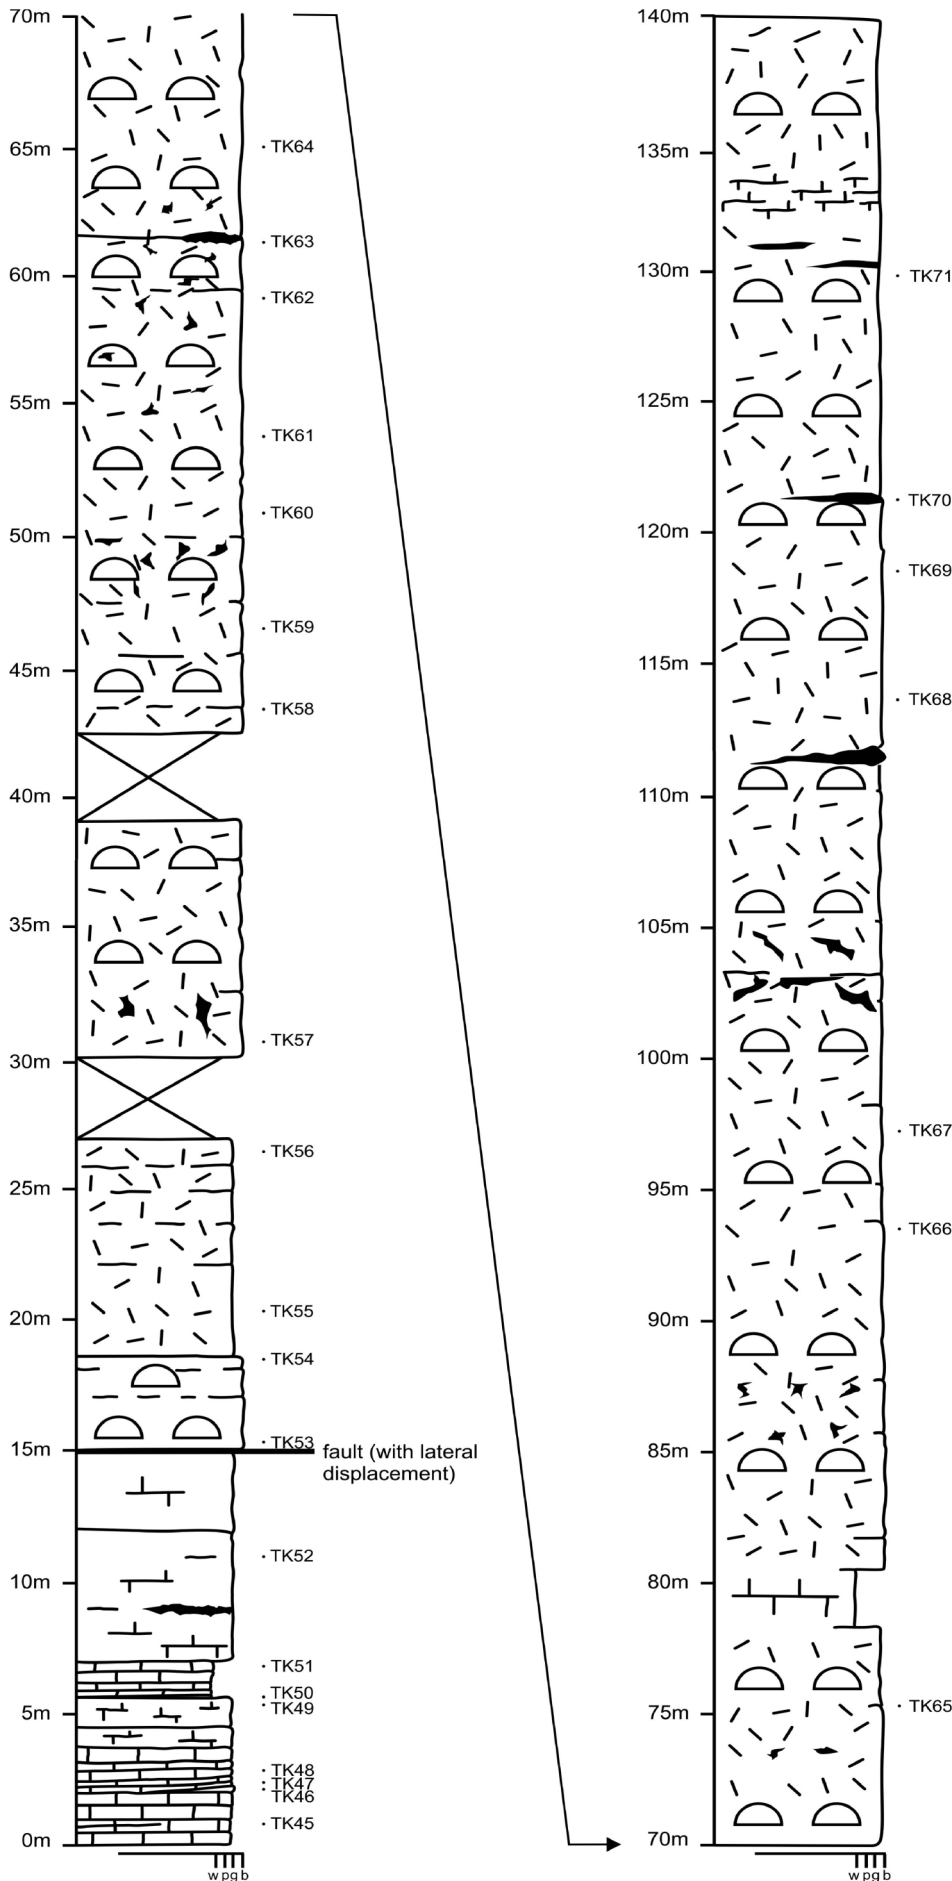 70m
TK64
65m
TK63
60m
TK62
55m
TK61
TK60
50m
TK59
45m
TK58
40m
35m
TK57
30m
TK56
25m
TK55
20m
TK54
TK53
15m
fault (with lateral
displacement)
TK52
10m
TK51
TK50
TK49
5m
TK48
TK47
TK46
TK45
0m
w p g b
140m
135m
TK71
130m
125m
TK70
120m
TK69
115m
TK68
110m
105m
100m
TK67
95m
TK66
90m
85m
80m
TK65
75m
70m
w p g b